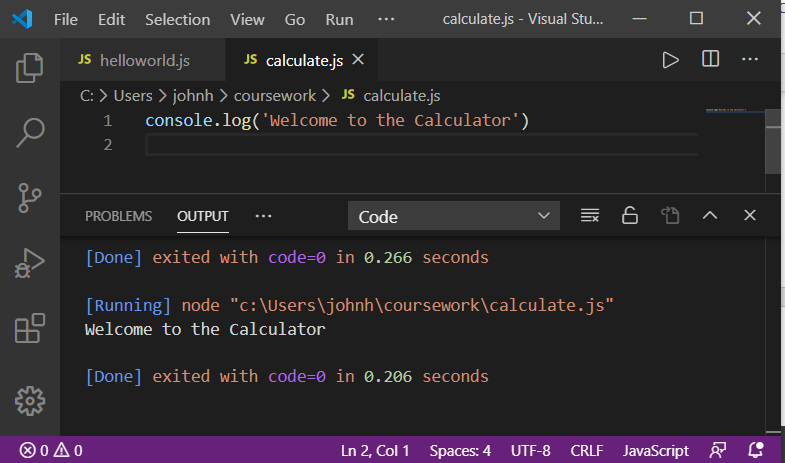 File Edit Selection View Go Run ··· calculate.js - Visual Stu...
JS helloworld.js JS calculate.js
C: > Users > johnh > coursework > JS calculate.js
1 console.log('Welcome to the Calculator')
2
PROBLEMS OUTPUT ··· Code
[Done] exited with code=0 in 0.266 seconds
[Running] node "c:\Users\johnh\coursework\calculate.js"
Welcome to the Calculator
[Done] exited with code=0 in 0.206 seconds
0 0 Ln 2, Col 1 Spaces: 4 UTF-8 CRLF JavaScript